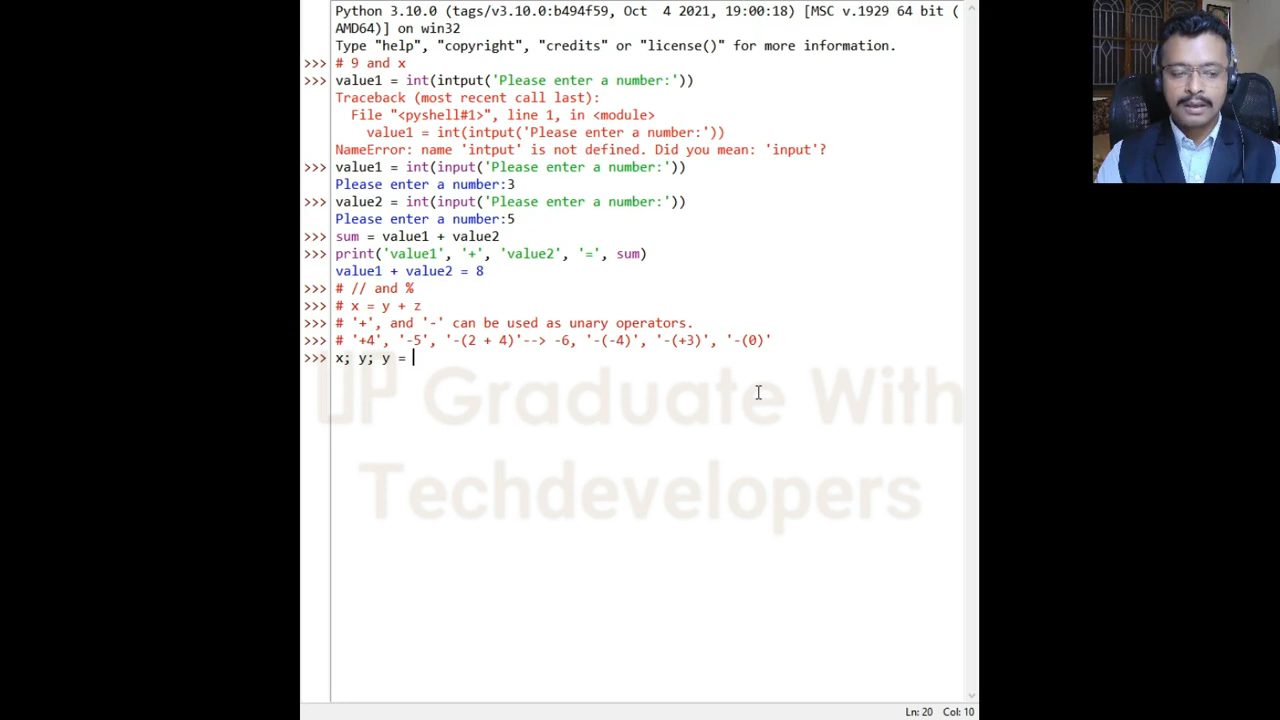 Python 3.10.0 (tags/v3.10.0:b494f59, Oct  4 2021, 19:00:18) [MSC v.1929 64 bit (
AMD64)] on win32
Type "help", "copyright", "credits" or "license()" for more information.
>>> # 9 and x
>>> value1 = int(intput('Please enter a number:'))
Traceback (most recent call last):
  File "<pyshell#1>", line 1, in <module>
    value1 = int(intput('Please enter a number:'))
NameError: name 'intput' is not defined. Did you mean: 'input'?
>>> value1 = int(input('Please enter a number:'))
Please enter a number:3
>>> value2 = int(input('Please enter a number:'))
Please enter a number:5
>>> sum = value1 + value2
>>> print('value1', '+', 'value2', '=', sum)
value1 + value2 = 8
>>> # // and %
>>> # x = y + z
>>> # '+', and '-' can be used as unary operators.
>>> # '+4', '-5', '-(2 + 4)'--> -6, '-(-4)', '-(+3)', '-(0)'
>>> x; y; y =
UP Graduate With
Techdevelopers
Ln: 20 Col: 10